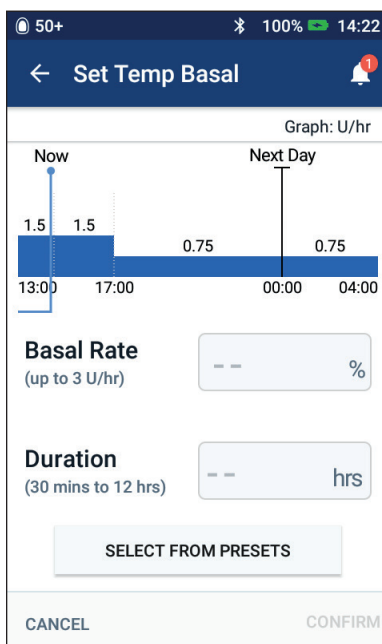 50+ 100% 14:22
Set Temp Basal 1
Graph: U/hr
Now Next Day
1.5 1.5 0.75 0.75
13:00 17:00 00:00 04:00
Basal Rate
(up to 3 U/hr)
-- %
Duration
(30 mins to 12 hrs)
-- hrs
SELECT FROM PRESETS
CANCEL CONFIRM